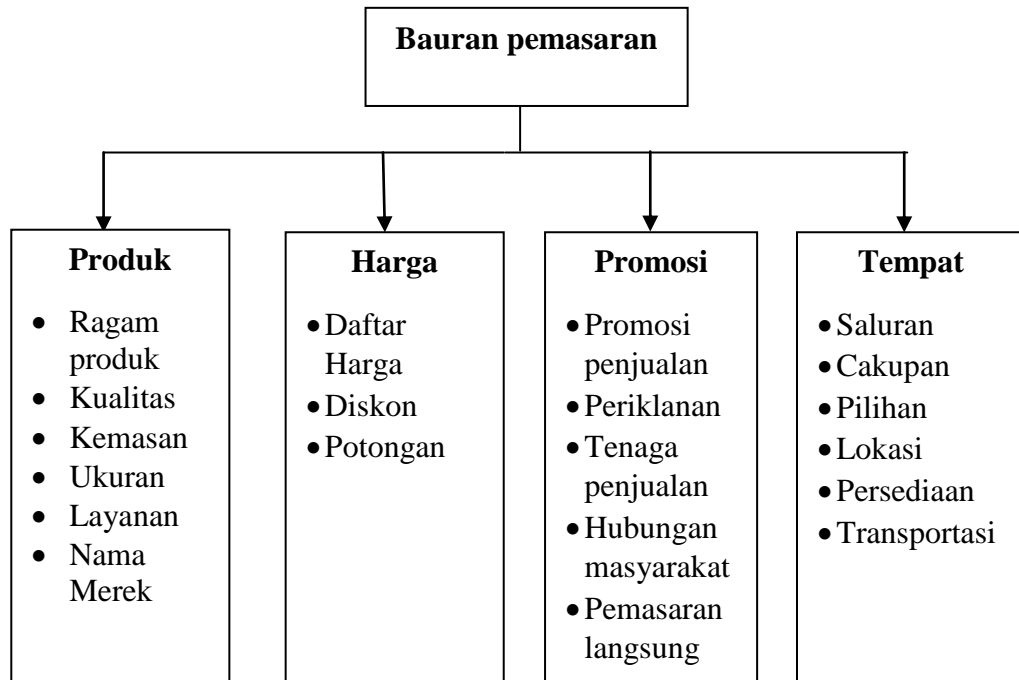 Bauran pemasaran
Produk
• Ragam
produk
• Kualitas
• Kemasan
• Ukuran
• Layanan
• Nama
Merek
Harga
• Daftar
Harga
• Diskon
• Potongan
Promosi
• Promosi
penjualan
• Periklanan
• Tenaga
penjualan
• Hubungan
masyarakat
• Pemasaran
langsung
Tempat
• Saluran
• Cakupan
• Pilihan
• Lokasi
• Persediaan
• Transportasi